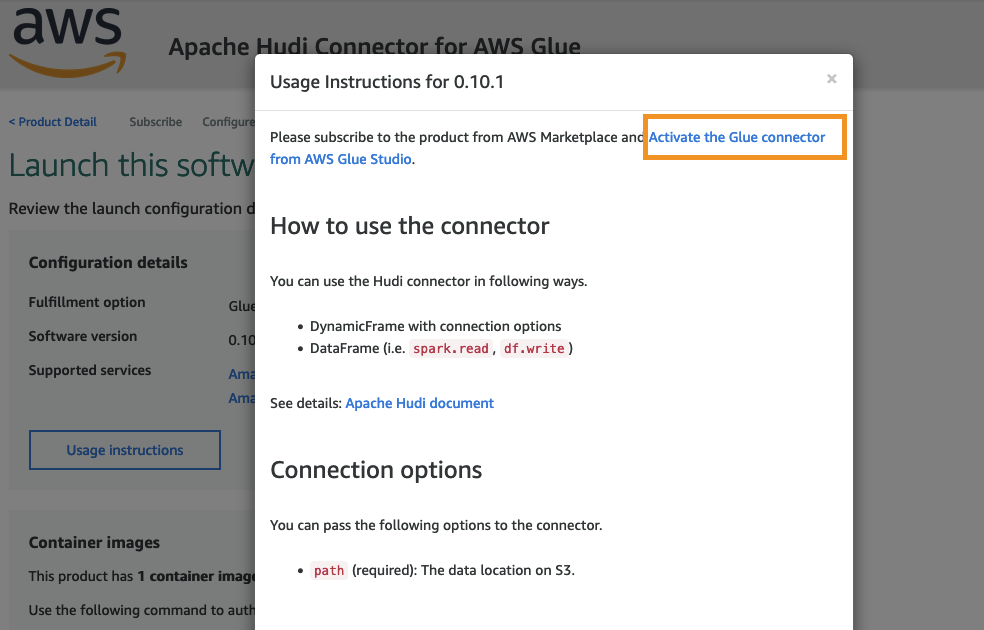 aws
Apache Hudi Connector for AWS Glue
Usage Instructions for 0.10.1
×
< Product Detail
Subscribe
Please subscribe to the product from AWS Marketplace and Activate the Glue connector
from AWS Glue Studio.
Launch this
Review the launch configuration
How to use the connector
Configuration details
You can use the Hudi connector in following ways.
Fulfillment option
Glue
• DynamicFrame with connection options
Software version
0.10
• DataFrame (i.e. spark.read, df.write)
Supported services
See details: Apache Hudi document
Usage instructions
Connection options
You can pass the following options to the connector.
Container images
• path (required): The data location on S3.
This product has 1 container image
Use the following command to